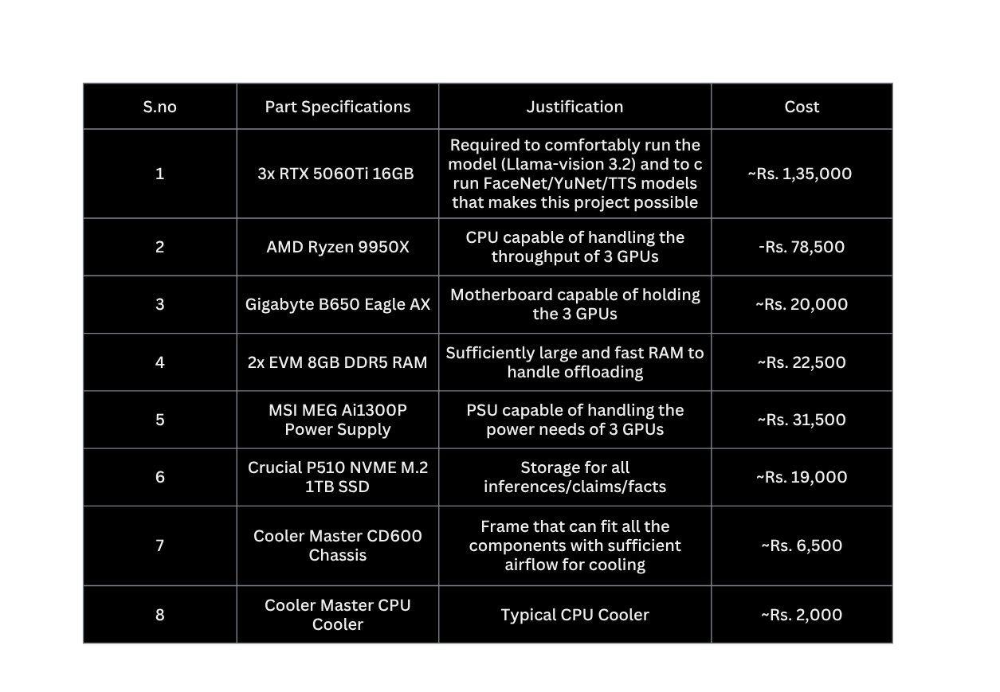 S.no Part Specifications Justification Cost
1 3x RTX 5060Ti 16GB Required to comfortably run the
model (Llama-vision 3.2) and to c
run FaceNet/YuNet/TTS models
that makes this project possible ~Rs. 1,35,000
2 AMD Ryzen 9950X CPU capable of handling the
throughput of 3 GPUs -Rs. 78,500
3 Gigabyte B650 Eagle AX Motherboard capable of holding
the 3 GPUs ~Rs. 20,000
4 2x EVM 8GB DDR5 RAM Sufficiently large and fast RAM to
handle offloading ~Rs. 22,500
5 MSI MEG Ai1300P
Power Supply PSU capable of handling the
power needs of 3 GPUs ~Rs. 31,500
6 Crucial P510 NVME M.2
1TB SSD Storage for all
inferences/claims/facts ~Rs. 19,000
7 Cooler Master CD600
Chassis Frame that can fit all the
components with sufficient
airflow for cooling ~Rs. 6,500
8 Cooler Master CPU
Cooler Typical CPU Cooler ~Rs. 2,000